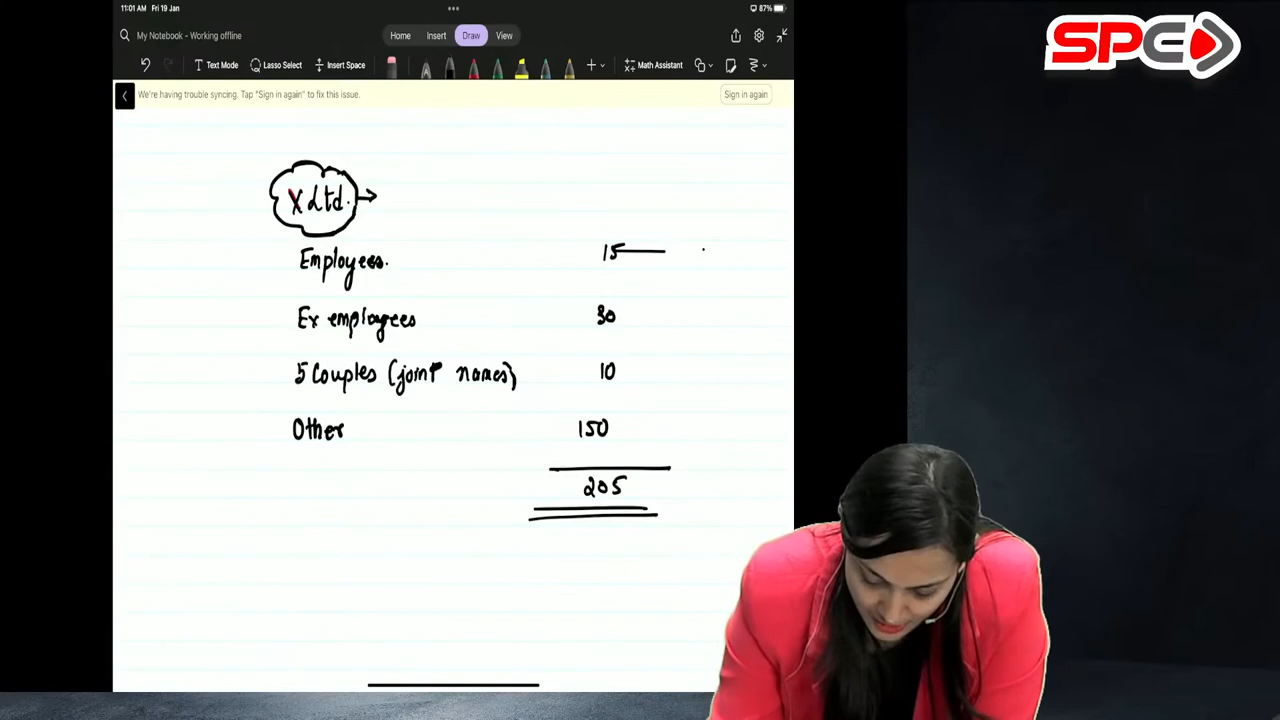 11:01 AM Fri 19 Jan
87%
My Notebook - Working offline
Home Insert Draw View
Text Mode Lasso Select Insert Space Math Assistant
We're having trouble syncing. Tap "Sign in again" to fix this issue. Sign in again
SPC
X Ltd.
Employees. 15
Ex employees 30
5 Couples (joint names) 10
Other 150
205